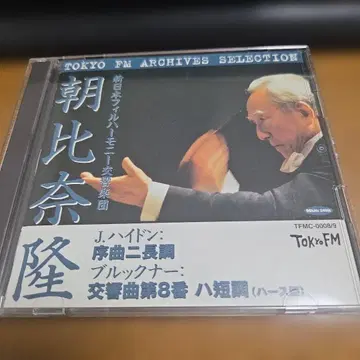 TOKYO FM ARCHIVES SELECTION
朝比奈隆
新日本フィルハーモニー交響楽団
TFMC-0008/9
TOKYO FM
J.ハイドン:
序曲ニ長調
ブルックナー:
交響曲第8番 ハ短調(ハース版)